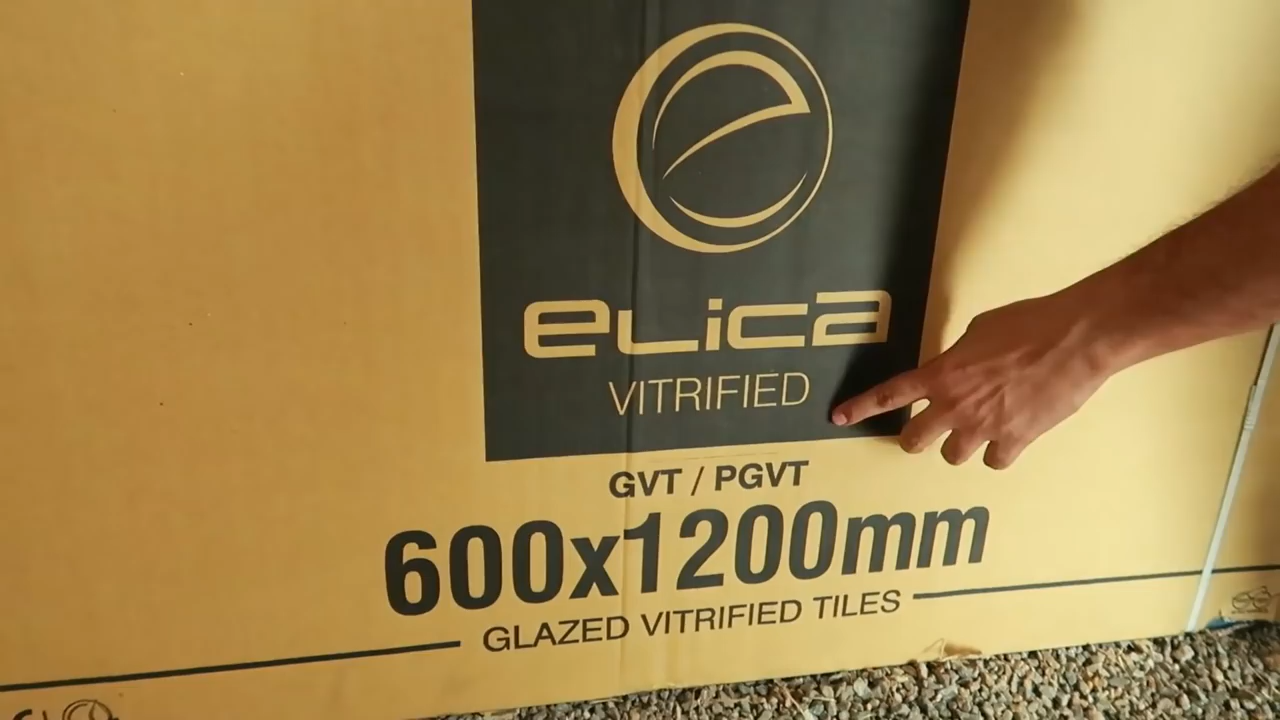 eLica
VITRIFIED
GVT / PGVT
600x1200mm
GLAZED VITRIFIED TILES